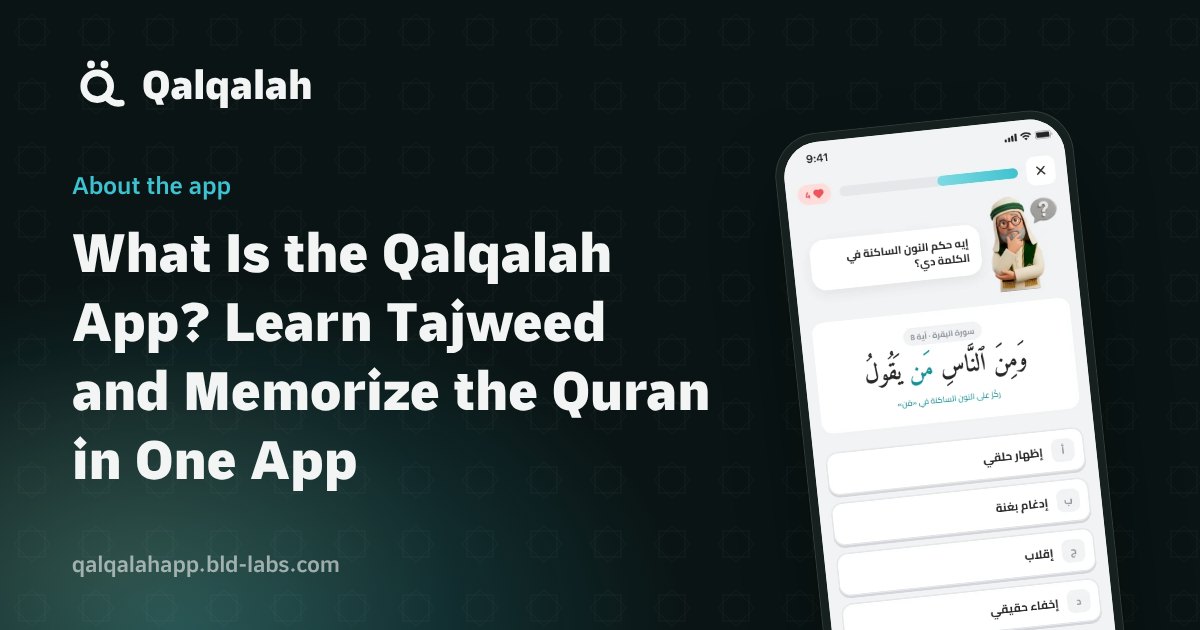 Qalqalah
About the app
What Is the Qalqalah
App? Learn Tajweed
and Memorize the Quran
in One App
qalqalahapp.bld-labs.com
9:41
4
?
إيه حكم النون الساكنة في
الكلمة دي؟
سورة البقرة · آية 8
وَمِنَ ٱلنَّاسِ مَن يَقُولُ
ركّز على النون الساكنة في «مَن»
أ إظهار حلقي
ب إدغام بغنة
ج إقلاب
د إخفاء حقيقي